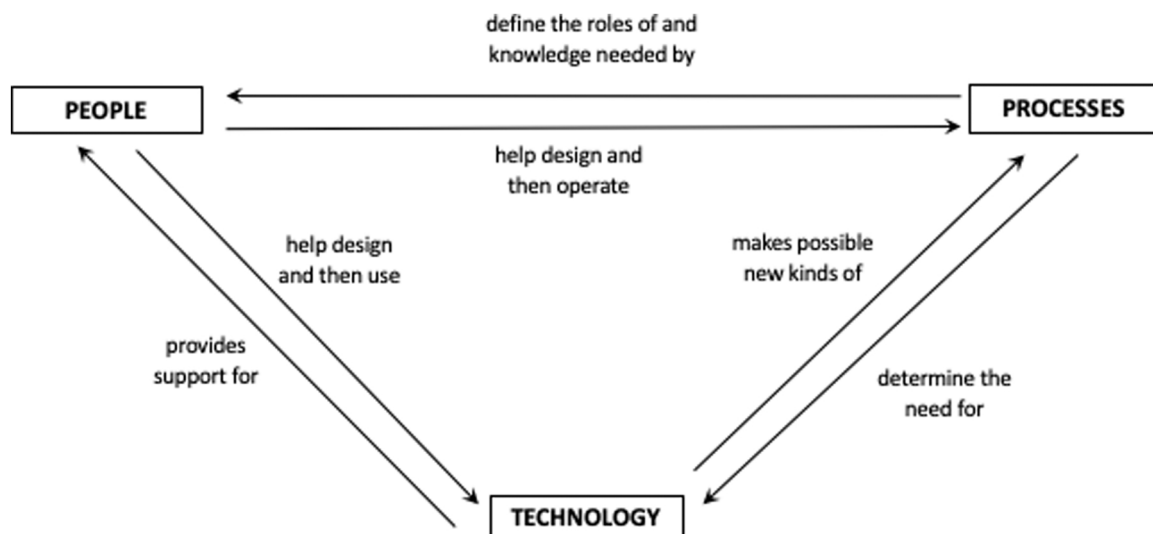 define the roles of and
knowledge needed by
PEOPLE
PROCESSES
help design and
then operate
help design
and then use
makes possible
new kinds of
provides
support for
determine the
need for
TECHNOLOGY